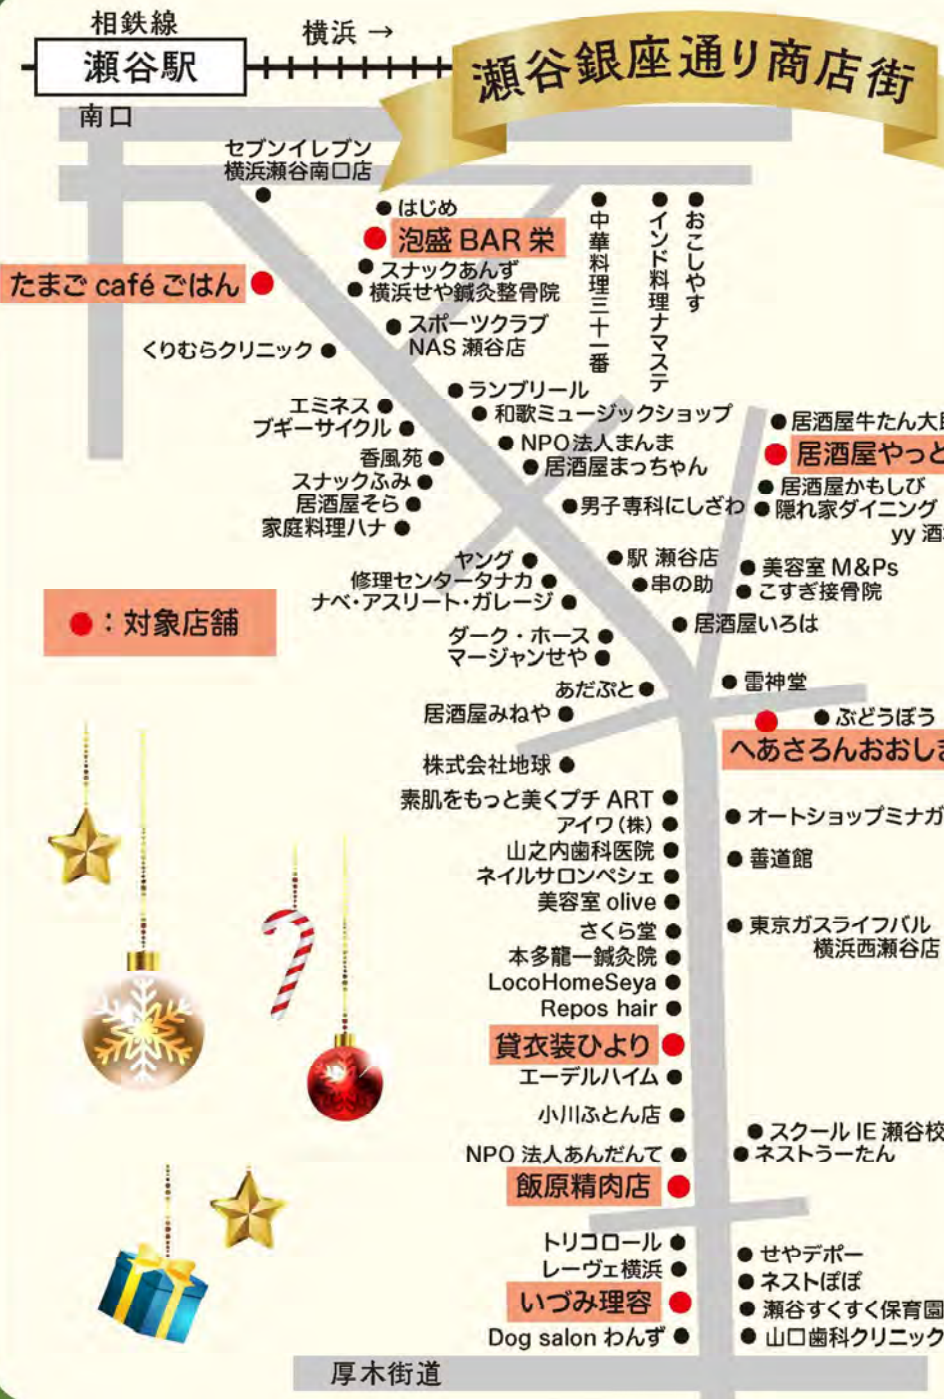 相鉄線
瀬谷駅
横浜 →
瀬谷銀座通り商店街
南口
セブンイレブン
横浜瀬谷南口店
はじめ
泡盛 BAR 栄
たまご café ごはん
スナックあんず
横浜せや鍼灸整骨院
スポーツクラブ
NAS 瀬谷店
くりむらクリニック
中華料理三十一番
インド料理ナマステ
おこしやす
ランブリール
エミネス
和歌ミュージックショップ
ブギーサイクル
NPO法人まんま
香風苑
居酒屋まっちゃん
スナックふみ
居酒屋そら
男子専科にしざわ
家庭料理ハナ
居酒屋牛たん大
居酒屋やっと
居酒屋かもしび
隠れ家ダイニング
yy 酒
ヤング
駅 瀬谷店
修理センタータナカ
串の助
ナベ・アスリート・ガレージ
美容室 M&Ps
こすぎ接骨院
●：対象店舗
居酒屋いろは
ダーク・ホース
マージャンせや
あだぷと
雷神堂
居酒屋みねや
ぶどうぼう
へあさろんおおしま
株式会社地球
素肌をもっと美くプチ ART
アイワ（株）
オートショップミナガ
山之内歯科医院
善道館
ネイルサロンペシェ
美容室 olive
さくら堂
東京ガスライフバル
横浜西瀬谷店
本多龍一鍼灸院
LocoHomeSeya
Repos hair
貸衣装ひより
エーデルハイム
小川ふとん店
スクール IE 瀬谷校
NPO 法人あんだんて
ネストうーたん
飯原精肉店
トリコロール
せやデポー
レーヴェ横浜
ネストぽぽ
いづみ理容
瀬谷すくすく保育園
Dog salon わんず
山口歯科クリニック
厚木街道